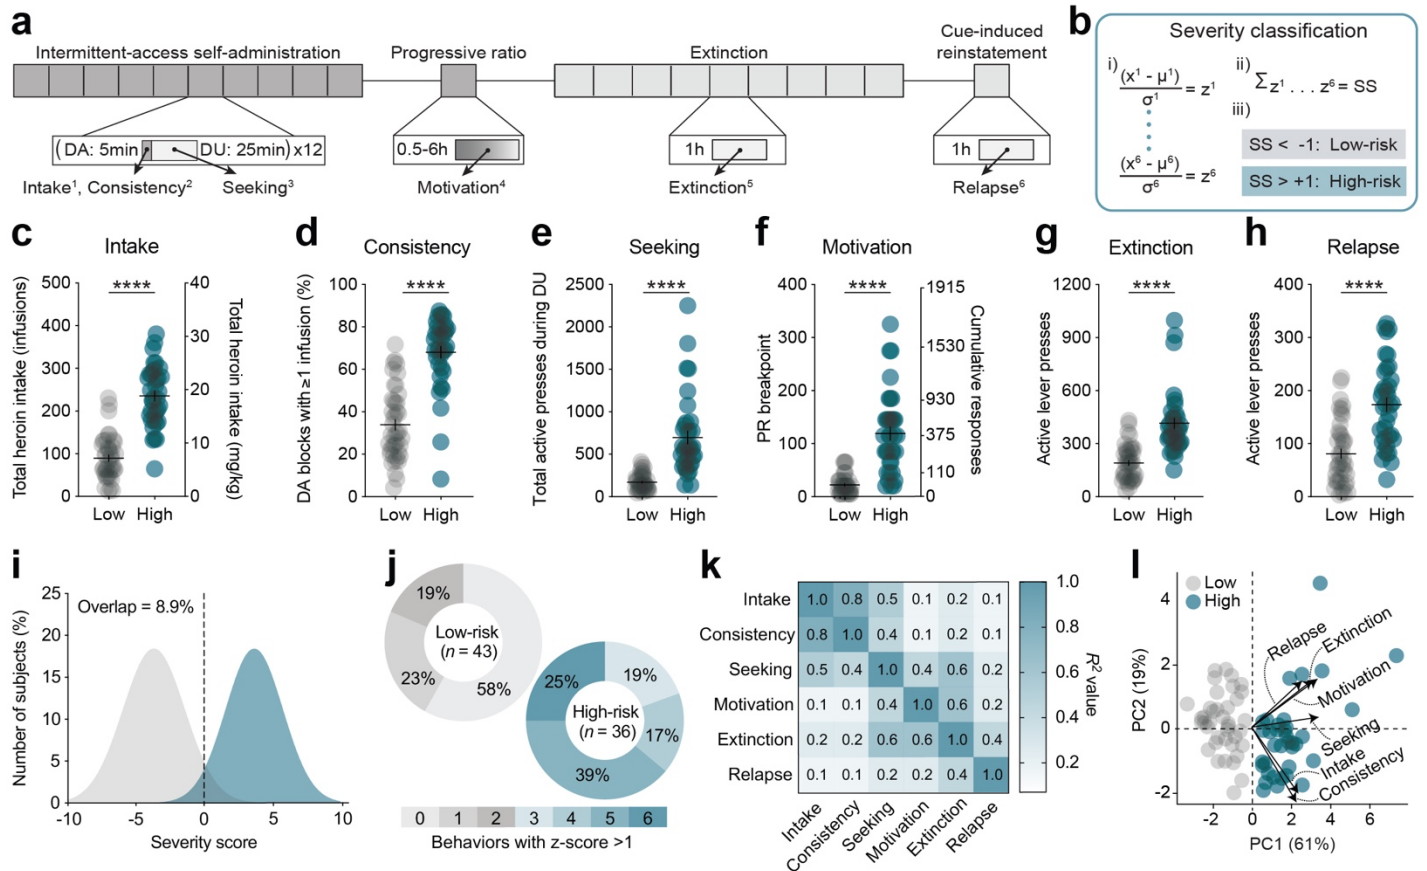 a
Intermittent-access self-administration
Progressive ratio
Extinction
Cue-induced
reinstatement
(DA: 5min DU: 25min) x12
0.5-6h
1h
1h
Intake¹, Consistency²
Seeking³
Motivation⁴
Extinction⁵
Relapse⁶
b
Severity classification
i)
(x¹ - μ¹)
σ¹
= z¹
(x⁶ - μ⁶)
σ⁶
= z⁶
ii)
Σz¹ . . . z⁶ = SS
iii)
SS < -1: Low-risk
SS > +1: High-risk
c
Intake
Total heroin intake (infusions)
500
400
300
200
100
0
****
40
30
20
10
0
Total heroin intake (mg/kg)
Low High
d
Consistency
DA blocks with ≥1 infusion (%)
100
80
60
40
20
0
****
Low High
e
Seeking
Total active presses during DU
2500
2000
1500
1000
500
0
****
Low High
f
Motivation
PR breakpoint
400
300
200
100
0
****
1915
1530
930
375
110
0
Cumulative responses
Low High
g
Extinction
Active lever presses
1200
900
600
300
0
****
Low High
h
Relapse
Active lever presses
400
300
200
100
0
****
Low High
i
Number of subjects (%)
25
20
15
10
5
0
Overlap = 8.9%
-10 -5 0 5 10
Severity score
j
19%
23%
58%
Low-risk
(n = 43)
25%
19%
17%
39%
High-risk
(n = 36)
0 1 2 3 4 5 6
Behaviors with z-score >1
k
Intake 1.0 0.8 0.5 0.1 0.2 0.1
Consistency 0.8 1.0 0.4 0.1 0.2 0.1
Seeking 0.5 0.4 1.0 0.4 0.6 0.2
Motivation 0.1 0.1 0.4 1.0 0.6 0.2
Extinction 0.2 0.2 0.6 0.6 1.0 0.4
Relapse 0.1 0.1 0.2 0.4 0.4 1.0
Intake
Consistency
Seeking
Motivation
Extinction
Relapse
1.0
0.8
0.6
0.4
0.2
R² value
l
Low
High
PC2 (19%)
4
2
0
-2
Relapse
Extinction
Motivation
Seeking
Intake
Consistency
-2 0 2 4 6
PC1 (61%)